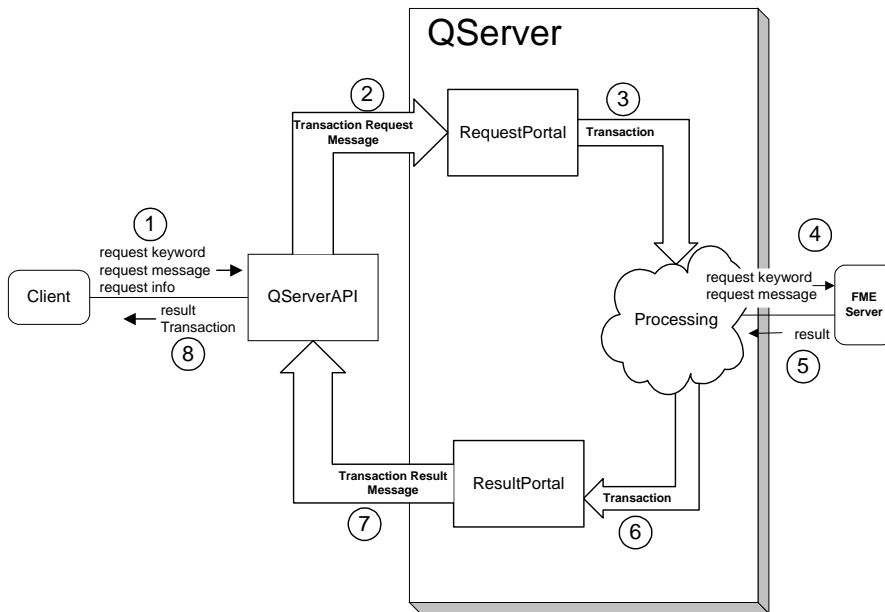 QServer
2
Transaction Request
Message
RequestPortal
3
Transaction
1
request keyword
request message
request info
Client
QServerAPI
result
Transaction
8
Processing
4
request keyword
request message
FME
Server
result
5
Transaction Result
Message
7
ResultPortal
Transaction
6